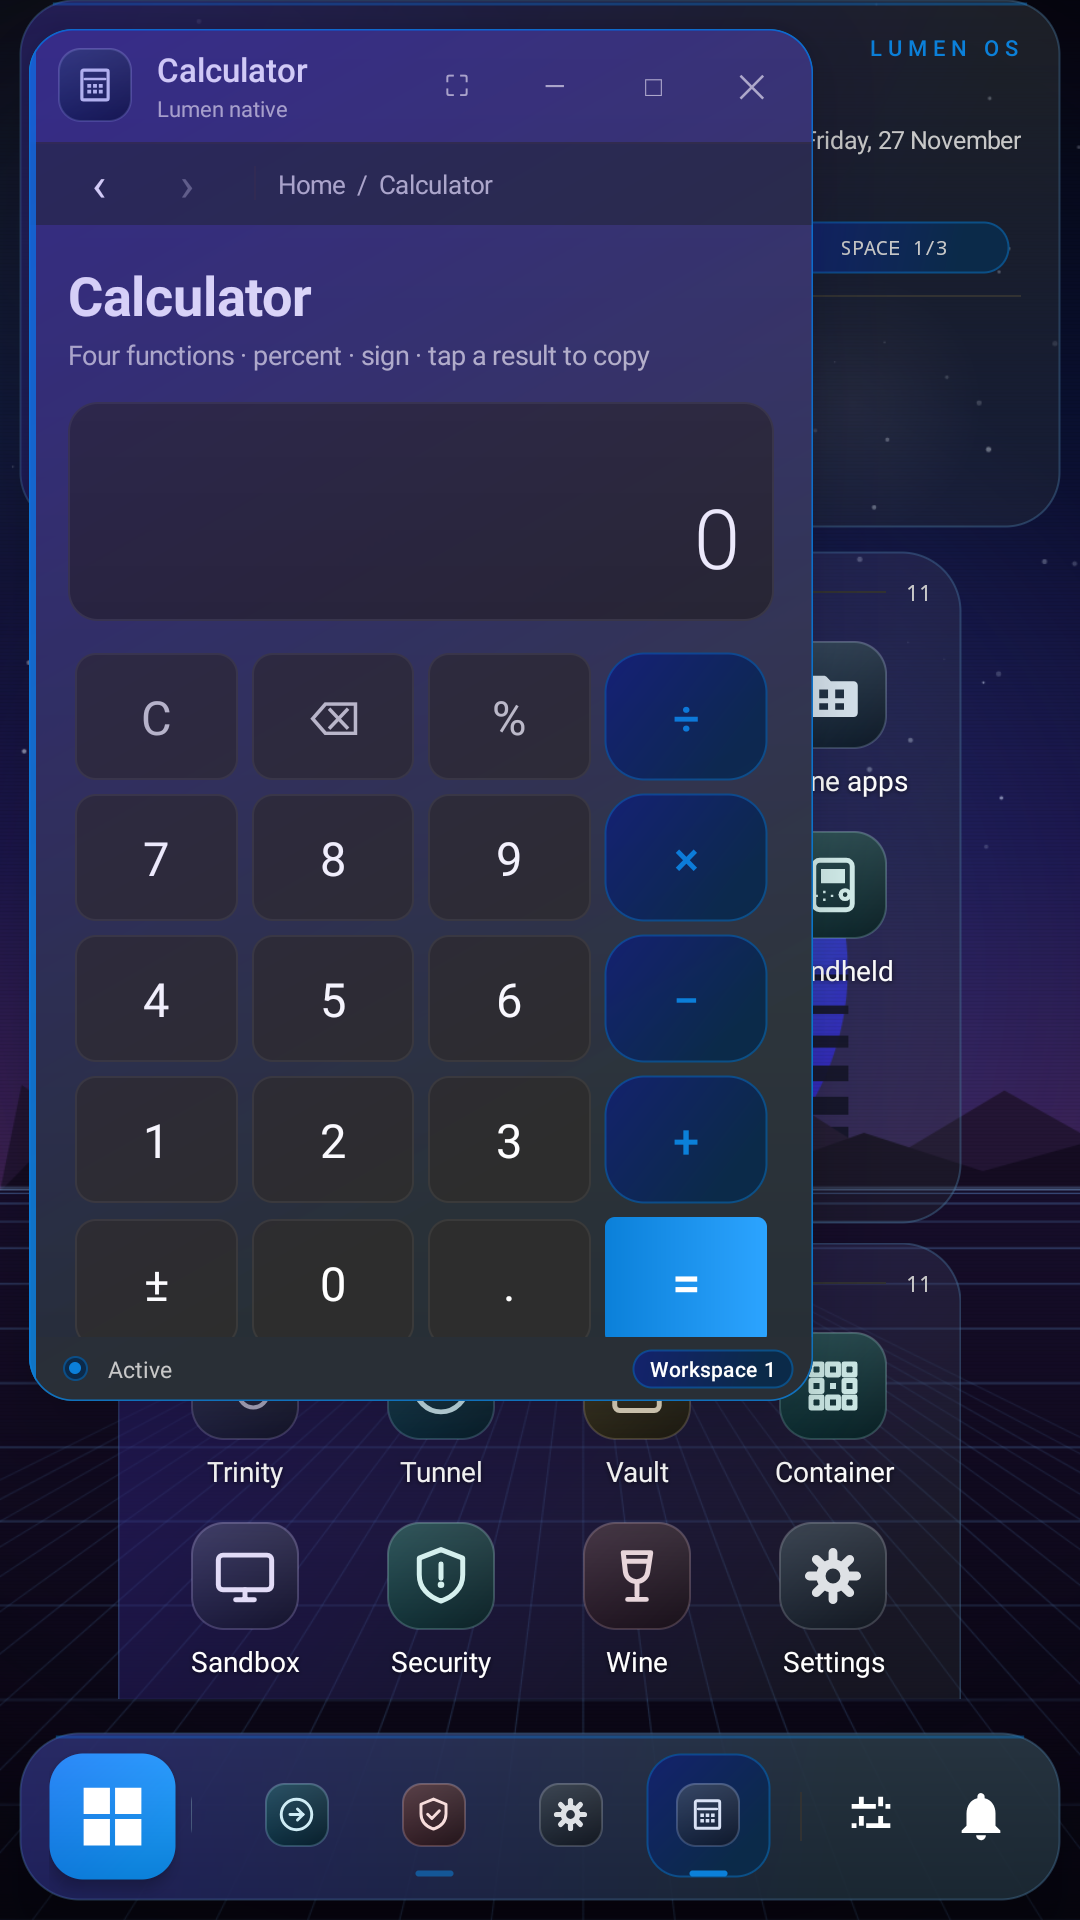 LUMEN OS
Calculator
Lumen native
Friday, 27 November
Home / Calculator
SPACE 1/3
Calculator
Four functions · percent · sign · tap a result to copy
0
11
C % ÷
ne apps
7 8 9 ×
ndheld
4 5 6 −
1 2 3 +
± 0 . =
11
Active
Workspace 1
Trinity Tunnel Vault Container
Sandbox Security Wine Settings